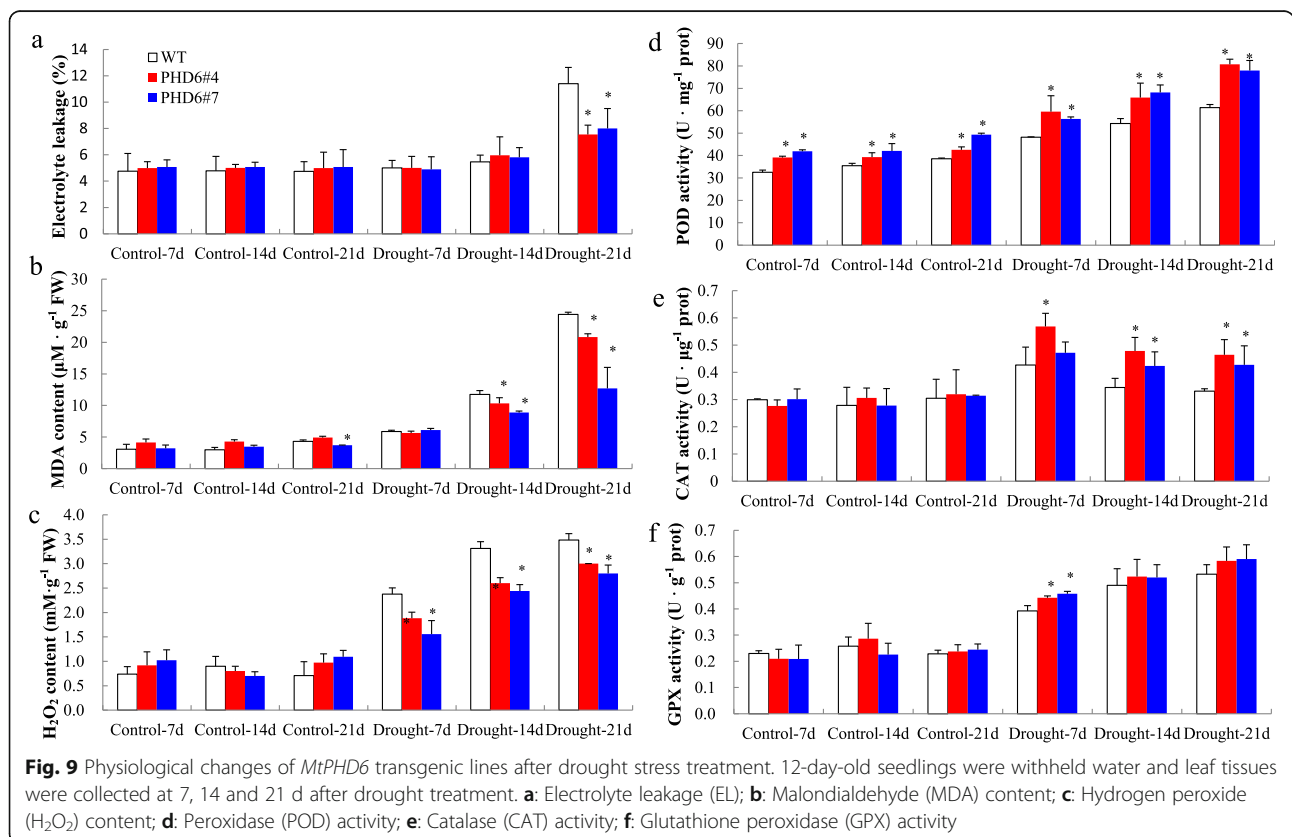 a
Electrolyte leakage (%)
14
12
10
8
6
4
2
0
WT
PHD6#4
PHD6#7
* *
Control-7d Control-14d Control-21d Drought-7d Drought-14d Drought-21d
b
MDA content (μM · g-1 FW)
30
25
20
15
10
5
0
* * * * *
Control-7d Control-14d Control-21d Drought-7d Drought-14d Drought-21d
c
H2O2 content (mM·g-1 FW)
4.0
3.5
3.0
2.5
2.0
1.5
1.0
0.5
0.0
* * * * * *
Control-7d Control-14d Control-21d Drought-7d Drought-14d Drought-21d
d
POD activity (U · mg-1 prot)
90
80
70
60
50
40
30
20
10
0
* * * * * * * * * * * *
Control-7d Control-14d Control-21d Drought-7d Drought-14d Drought-21d
e
CAT activity (U · μg-1 prot)
0.7
0.6
0.5
0.4
0.3
0.2
0.1
0
* * * * *
Control-7d Control-14d Control-21d Drought-7d Drought-14d Drought-21d
f
GPX activity (U · g-1 prot)
0.7
0.6
0.5
0.4
0.3
0.2
0.1
0.0
* *
Control-7d Control-14d Control-21d Drought-7d Drought-14d Drought-21d
Fig. 9 Physiological changes of MtPHD6 transgenic lines after drought stress treatment. 12-day-old seedlings were withheld water and leaf tissues
were collected at 7, 14 and 21 d after drought treatment. a: Electrolyte leakage (EL); b: Malondialdehyde (MDA) content; c: Hydrogen peroxide
(H2O2) content; d: Peroxidase (POD) activity; e: Catalase (CAT) activity; f: Glutathione peroxidase (GPX) activity